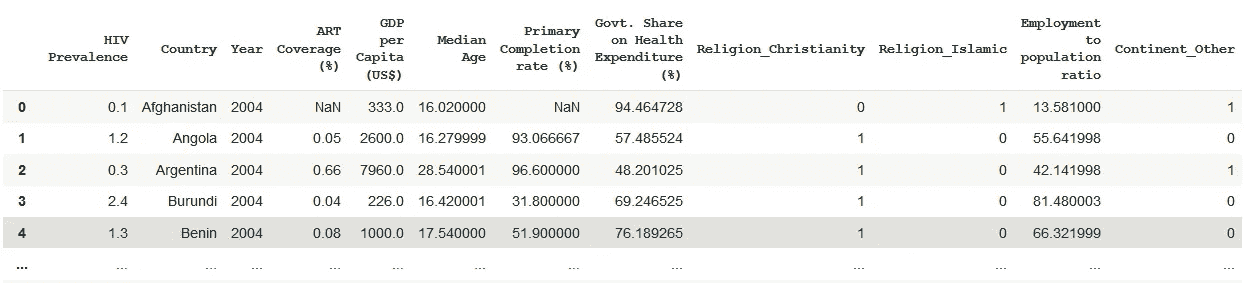 HIV
Prevalence
Country
Year
ART
Coverage
(%)
GDP
per
Capita
(US$)
Median
Age
Primary
Completion
rate (%)
Govt. Share
on Health
Expenditure
(%)
Religion_Christianity
Religion_Islamic
Employment
to
population
ratio
Continent_Other
0 0.1 Afghanistan 2004 NaN 333.0 16.020000 NaN 94.464728 0 1 13.581000 1
1 1.2 Angola 2004 0.05 2600.0 16.279999 93.066667 57.485524 1 0 55.641998 0
2 0.3 Argentina 2004 0.66 7960.0 28.540001 96.600000 48.201025 1 0 42.141998 1
3 2.4 Burundi 2004 0.04 226.0 16.420001 31.800000 69.246525 1 0 81.480003 0
4 1.3 Benin 2004 0.08 1000.0 17.540000 51.900000 76.189265 1 0 66.321999 0
... ... ... ... ... ... ... ... ... ... ... ... ...